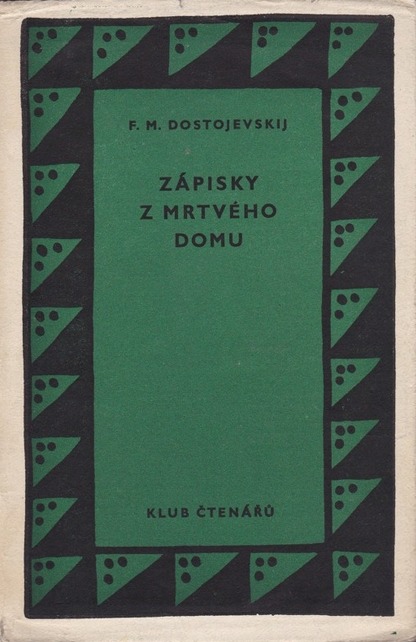 F. M. DOSTOJEVSKIJ
ZÁPISKY
Z MRTVÉHO
DOMU
KLUB ČTENÁŘŮ